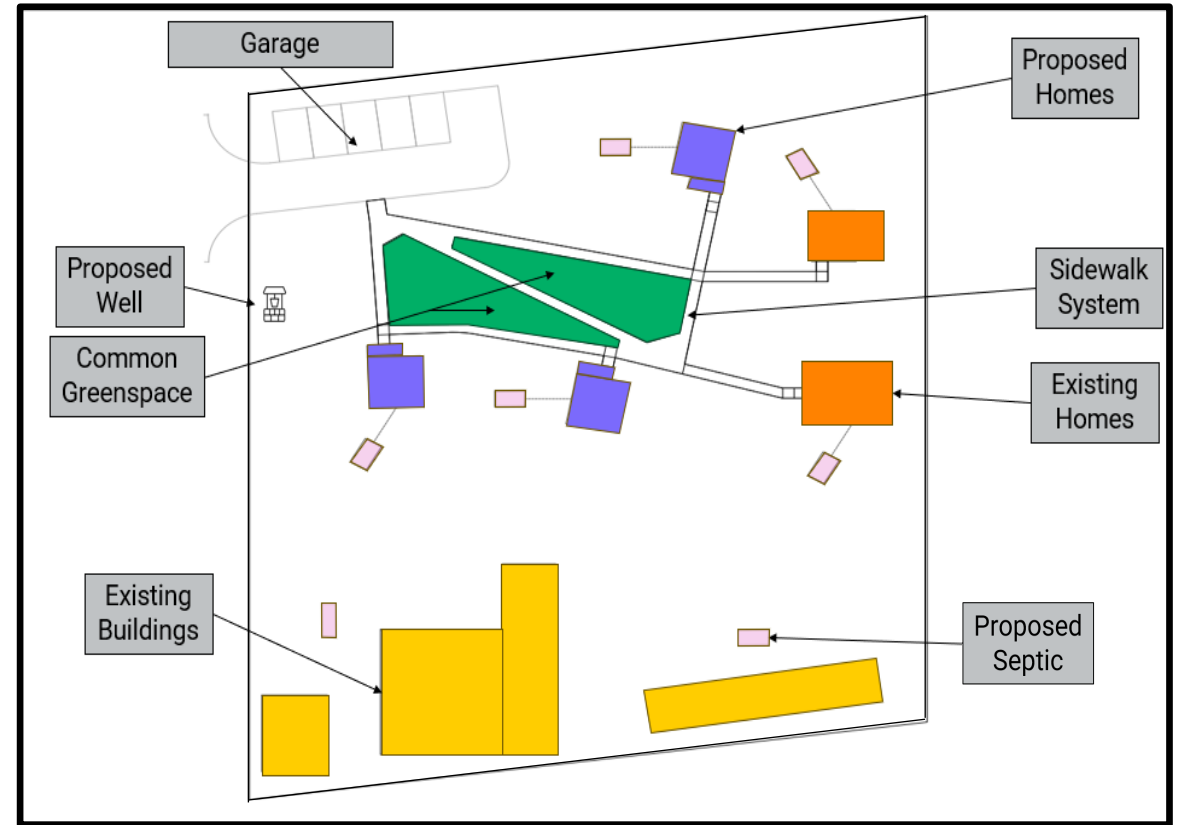 Garage
Proposed
Homes
Proposed
Well
Sidewalk
System
Common
Greenspace
Existing
Homes
Existing
Buildings
Proposed
Septic